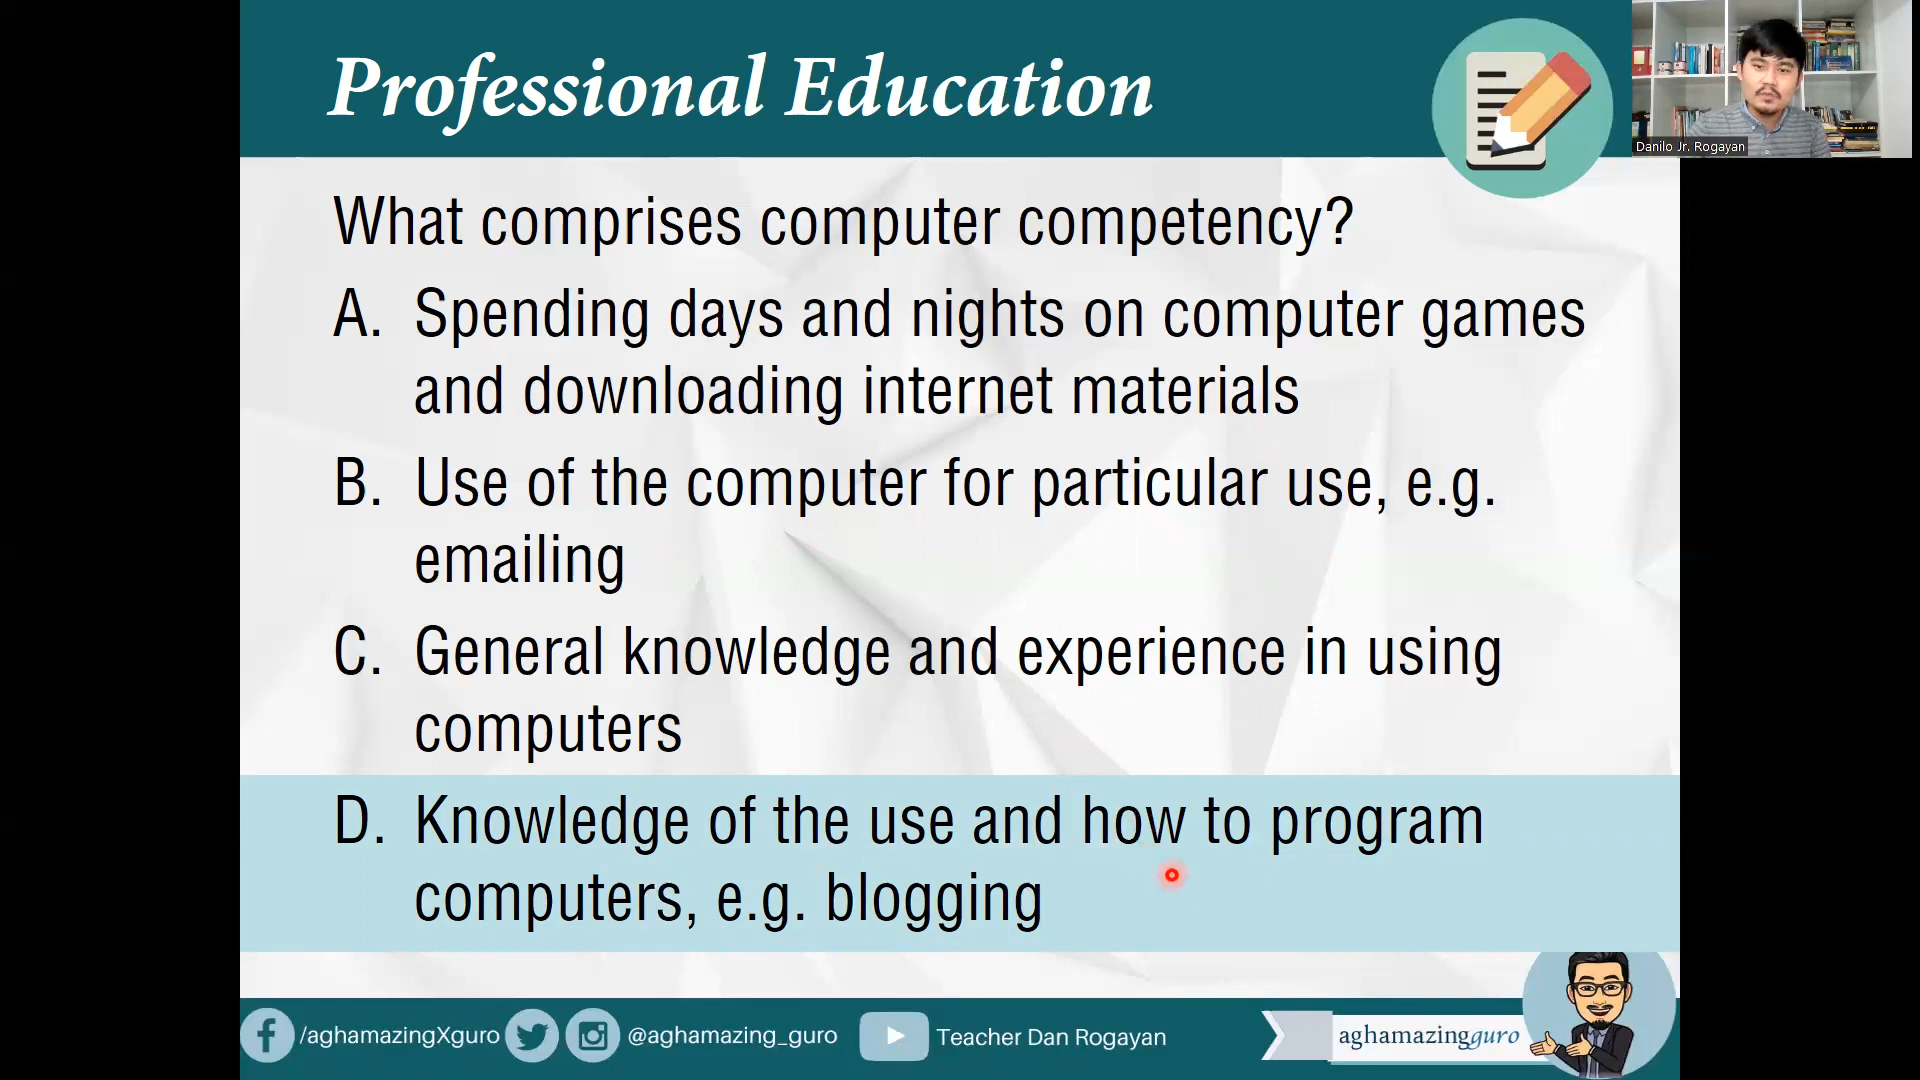 Professional Education
Danilo Jr. Rogayan
What comprises computer competency?
A. Spending days and nights on computer games
and downloading internet materials
B. Use of the computer for particular use, e.g.
emailing
C. General knowledge and experience in using
computers
D. Knowledge of the use and how to program
computers, e.g. blogging
/aghamazingXguro @aghamazing_guro Teacher Dan Rogayan aghamazingguro